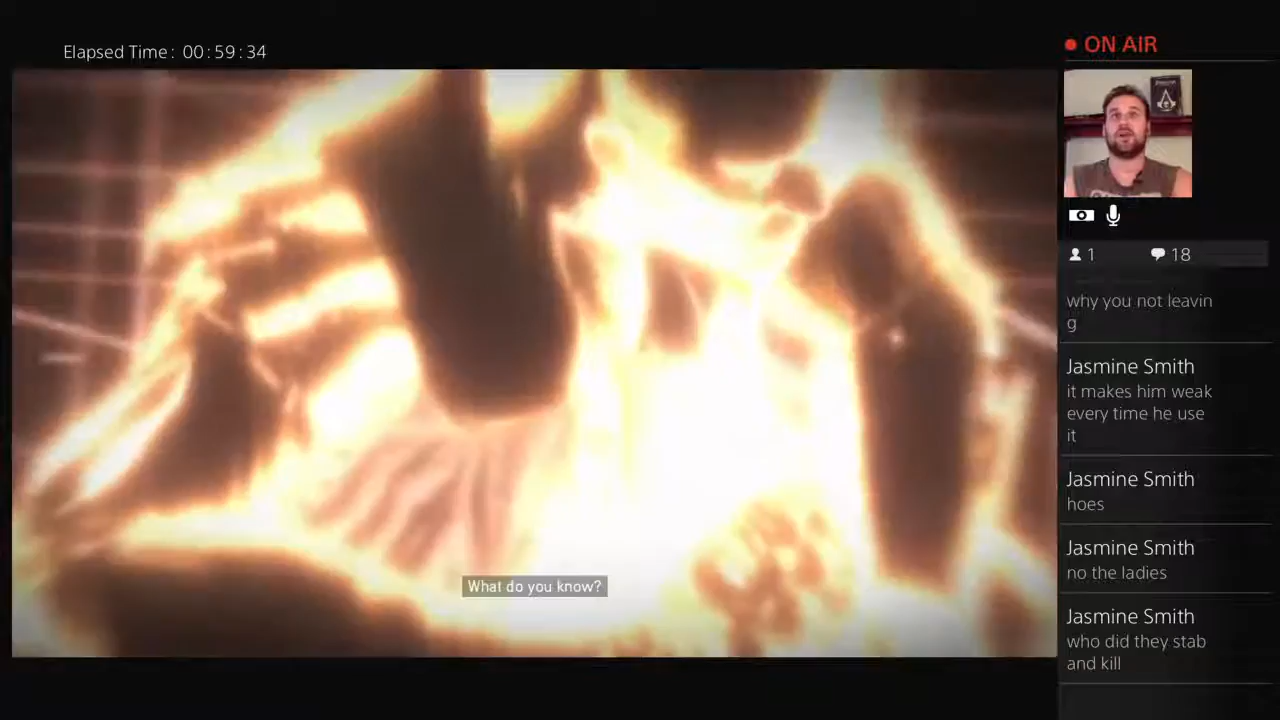 Elapsed Time: 00:59:34
ON AIR
1 18
why you not leavin
g
Jasmine Smith
it makes him weak
every time he use
it
Jasmine Smith
hoes
Jasmine Smith
no the ladies
Jasmine Smith
who did they stab
and kill
What do you know?